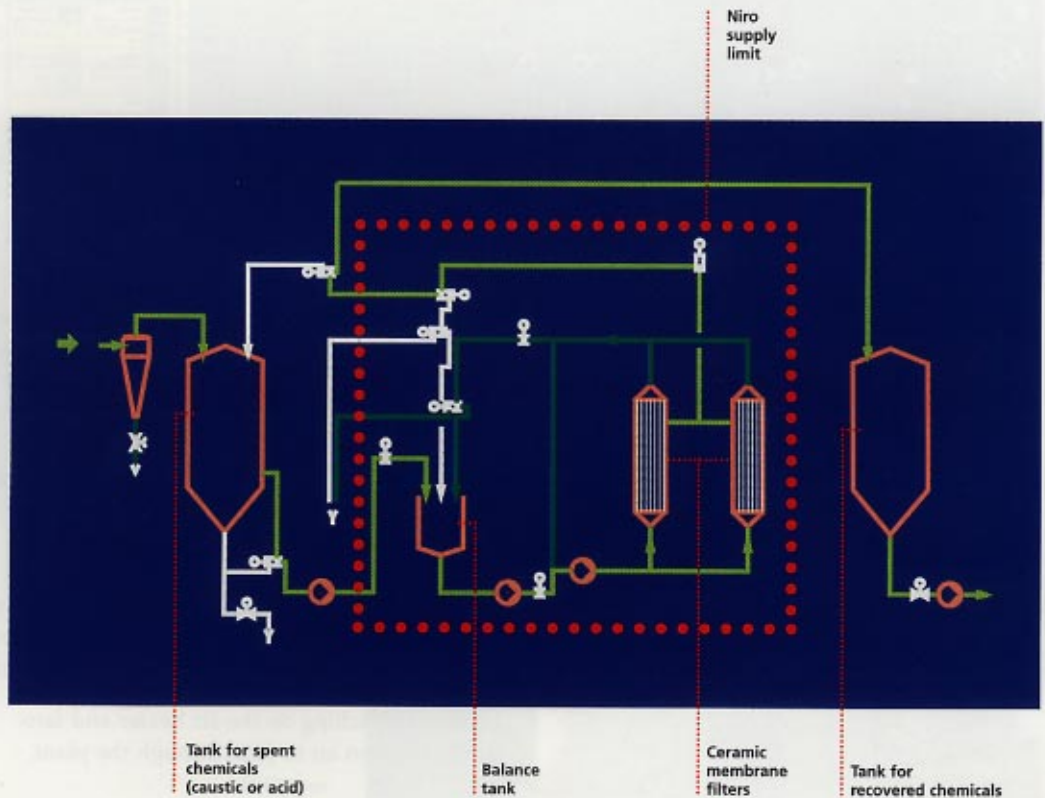 Niro
supply
limit
Tank for spent
chemicals
(caustic or acid)
Balance
tank
Ceramic
membrane
filters
Tank for
recovered chemicals